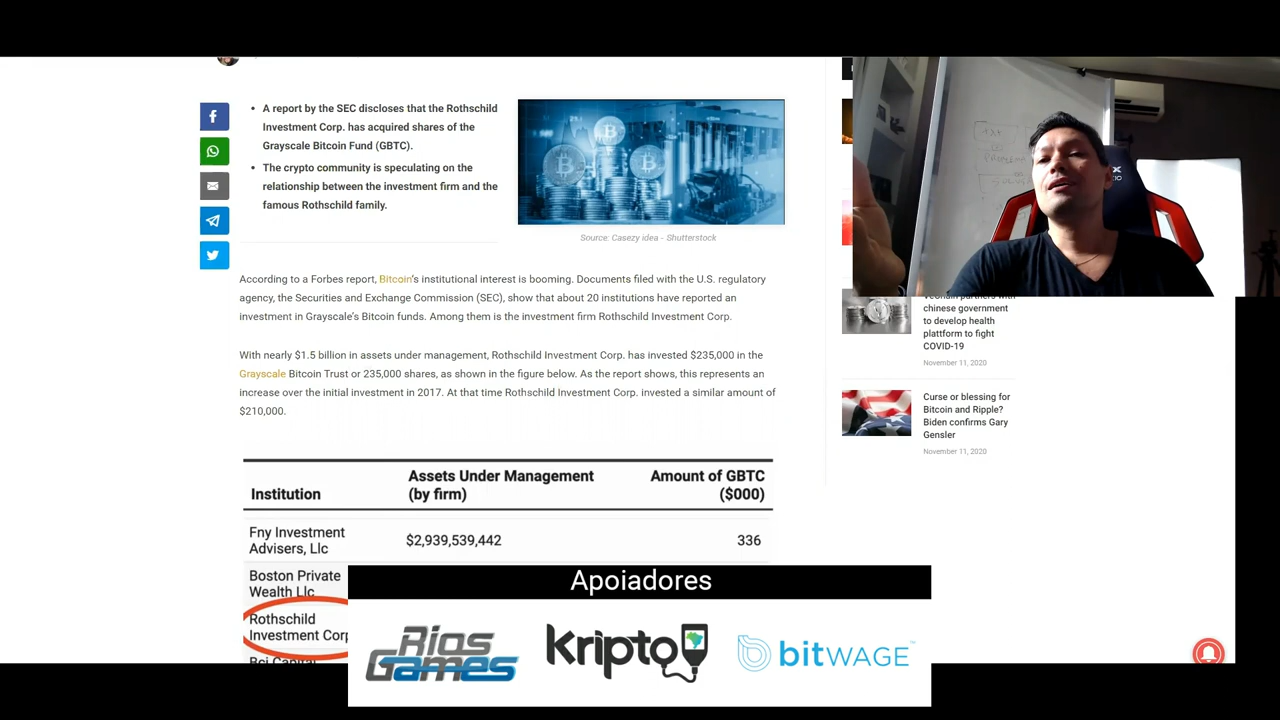 A report by the SEC discloses that the Rothschild
Investment Corp. has acquired shares of the
Grayscale Bitcoin Fund (GBTC).
The crypto community is speculating on the
relationship between the investment firm and the
famous Rothschild family.
Source: Casezy idea - Shutterstock
According to a Forbes report, Bitcoin's institutional interest is booming. Documents filed with the U.S. regulatory
agency, the Securities and Exchange Commission (SEC), show that about 20 institutions have reported an
investment in Grayscale's Bitcoin funds. Among them is the investment firm Rothschild Investment Corp.
With nearly $1.5 billion in assets under management, Rothschild Investment Corp. has invested $235,000 in the
Grayscale Bitcoin Trust or 235,000 shares, as shown in the figure below. As the report shows, this represents an
increase over the initial investment in 2017. At that time Rothschild Investment Corp. invested a similar amount of
$210,000.
Institution
Assets Under Management
(by firm)
Amount of GBTC
($000)
Fny Investment
Advisers, Llc
$2,939,539,442
336
Boston Private
Wealth Llc
Rothschild
Investment Corp
Bci Capital
VeChain partners with
chinese government
to develop health
plattform to fight
COVID-19
November 11, 2020
Curse or blessing for
Bitcoin and Ripple?
Biden confirms Gary
Gensler
November 11, 2020
Apoiadores
Rios
Games
kripto
bitWAGE